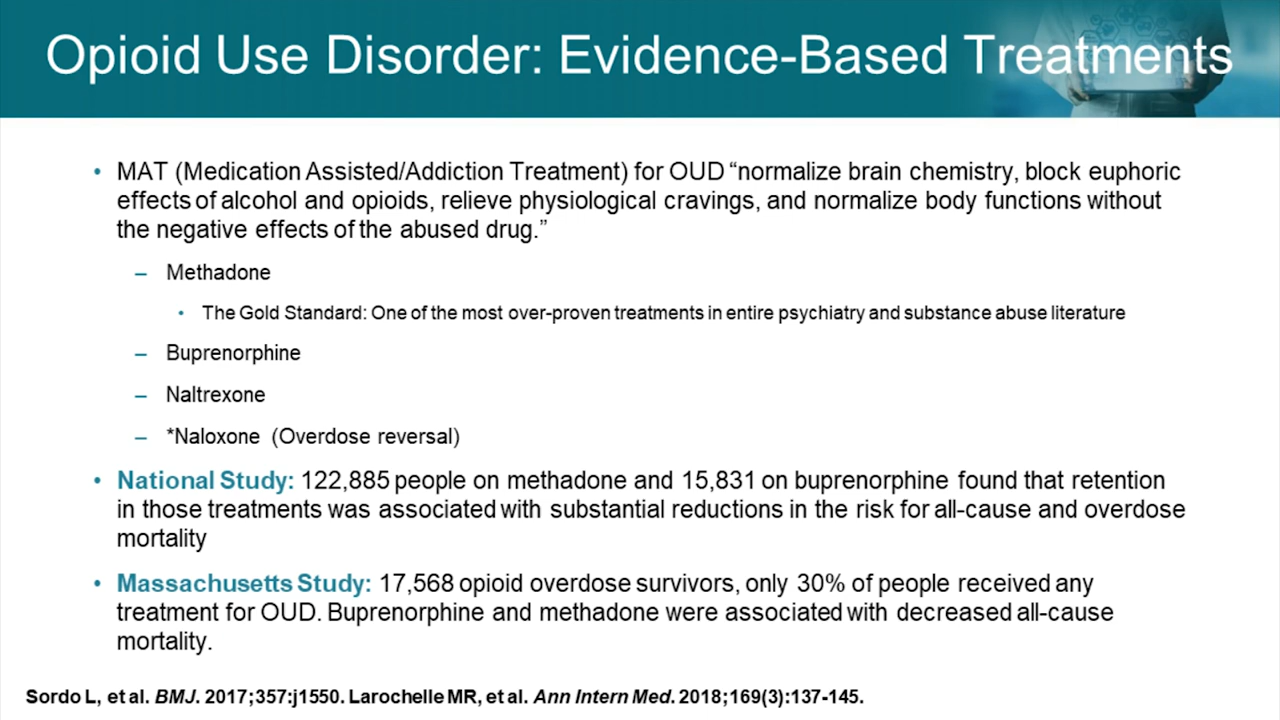 Opioid Use Disorder: Evidence-Based Treatments
• MAT (Medication Assisted/Addiction Treatment) for OUD “normalize brain chemistry, block euphoric
effects of alcohol and opioids, relieve physiological cravings, and normalize body functions without
the negative effects of the abused drug.”
– Methadone
• The Gold Standard: One of the most over-proven treatments in entire psychiatry and substance abuse literature
– Buprenorphine
– Naltrexone
– *Naloxone (Overdose reversal)
• National Study: 122,885 people on methadone and 15,831 on buprenorphine found that retention
in those treatments was associated with substantial reductions in the risk for all-cause and overdose
mortality
• Massachusetts Study: 17,568 opioid overdose survivors, only 30% of people received any
treatment for OUD. Buprenorphine and methadone were associated with decreased all-cause
mortality.
Sordo L, et al. BMJ. 2017;357:j1550. Larochelle MR, et al. Ann Intern Med. 2018;169(3):137-145.